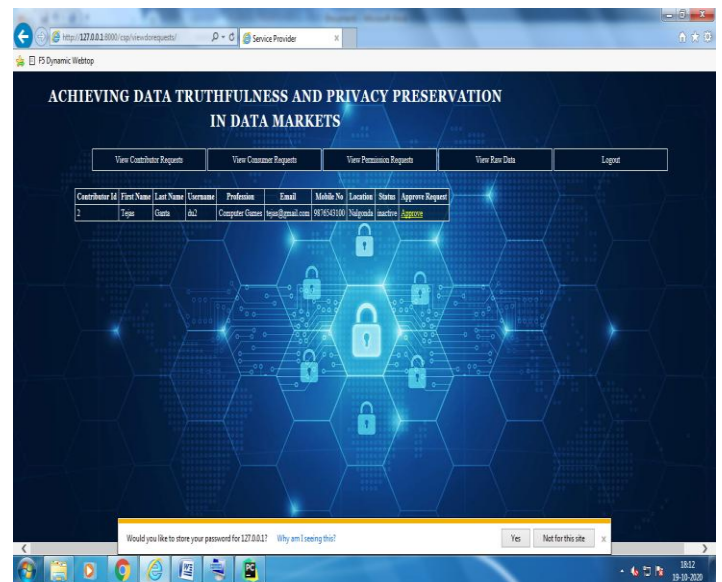 http://127.0.0.1:8000/csp/viewdorequests/
Service Provider
F5 Dynamic Webtop
ACHIEVING DATA TRUTHFULNESS AND PRIVACY PRESERVATION
IN DATA MARKETS
View Contributor Requests View Consumer Requests View Permission Requests View Raw Data Logout
Contributor Id First Name Last Name Username Profession Email Mobile No Location Status Approve Request
2 Tejas Ganta du2 Computer Games tejas@gmail.com 9876543100 Nalgonda inactive Approve
Would you like to store your password for 127.0.0.1? Why am I seeing this? Yes Not for this site x
18:12
19-10-2020